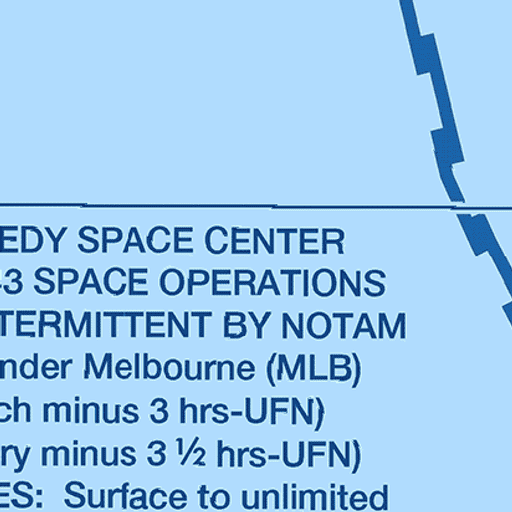 EDY SPACE CENTER
43 SPACE OPERATIONS
TERMITTENT BY NOTAM
nder Melbourne (MLB)
ch minus 3 hrs-UFN)
ry minus 3 ½ hrs-UFN)
ES: Surface to unlimited